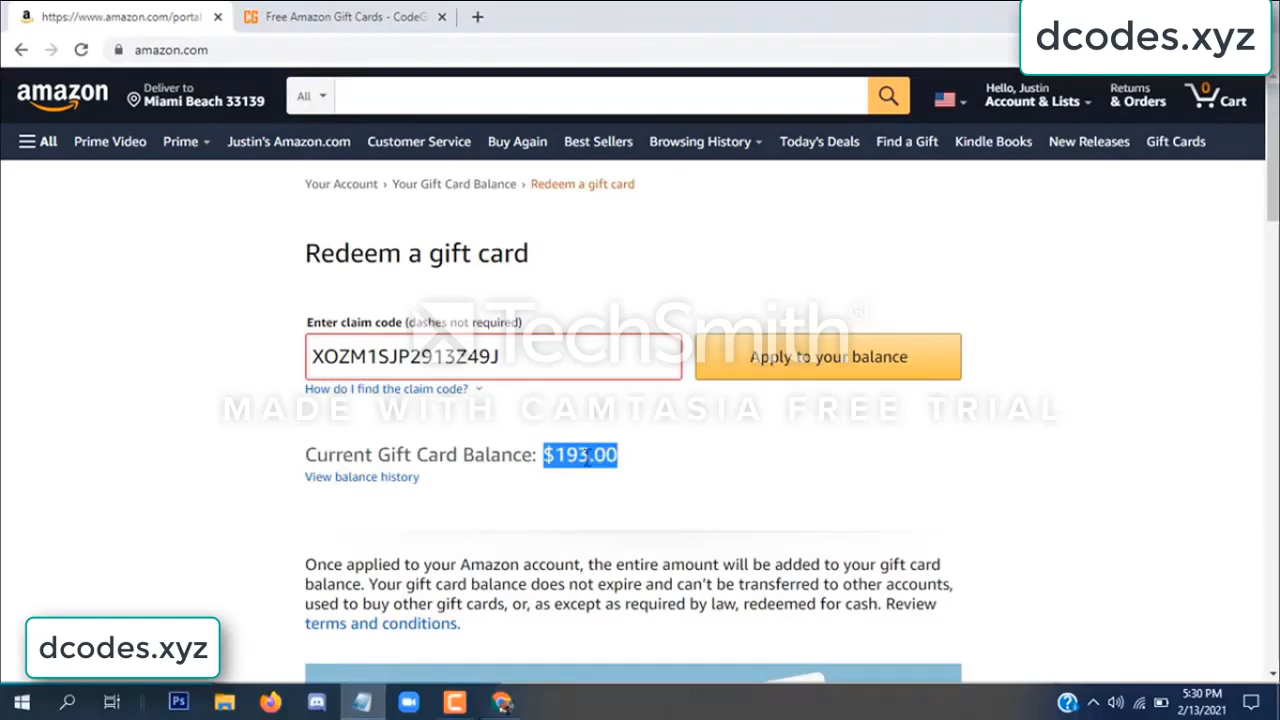 https://www.amazon.com/portal
Free Amazon Gift Cards - CodeG
dcodes.xyz
amazon.com
amazon
Deliver to
Miami Beach 33139
All
Hello, Justin
Account & Lists
Returns
& Orders
0
Cart
All
Prime Video
Prime
Justin's Amazon.com
Customer Service
Buy Again
Best Sellers
Browsing History
Today's Deals
Find a Gift
Kindle Books
New Releases
Gift Cards
Your Account › Your Gift Card Balance › Redeem a gift card
Redeem a gift card
Enter claim code (dashes not required)
TechSmith®
XOZM1SJP2913Z49J
Apply to your balance
How do I find the claim code?
MADE WITH CAMTASIA FREE TRIAL
Current Gift Card Balance: $193.00
View balance history
Once applied to your Amazon account, the entire amount will be added to your gift card
balance. Your gift card balance does not expire and can't be transferred to other accounts,
used to buy other gift cards, or, as except as required by law, redeemed for cash. Review
terms and conditions.
dcodes.xyz
Ps
5:30 PM
2/13/2021